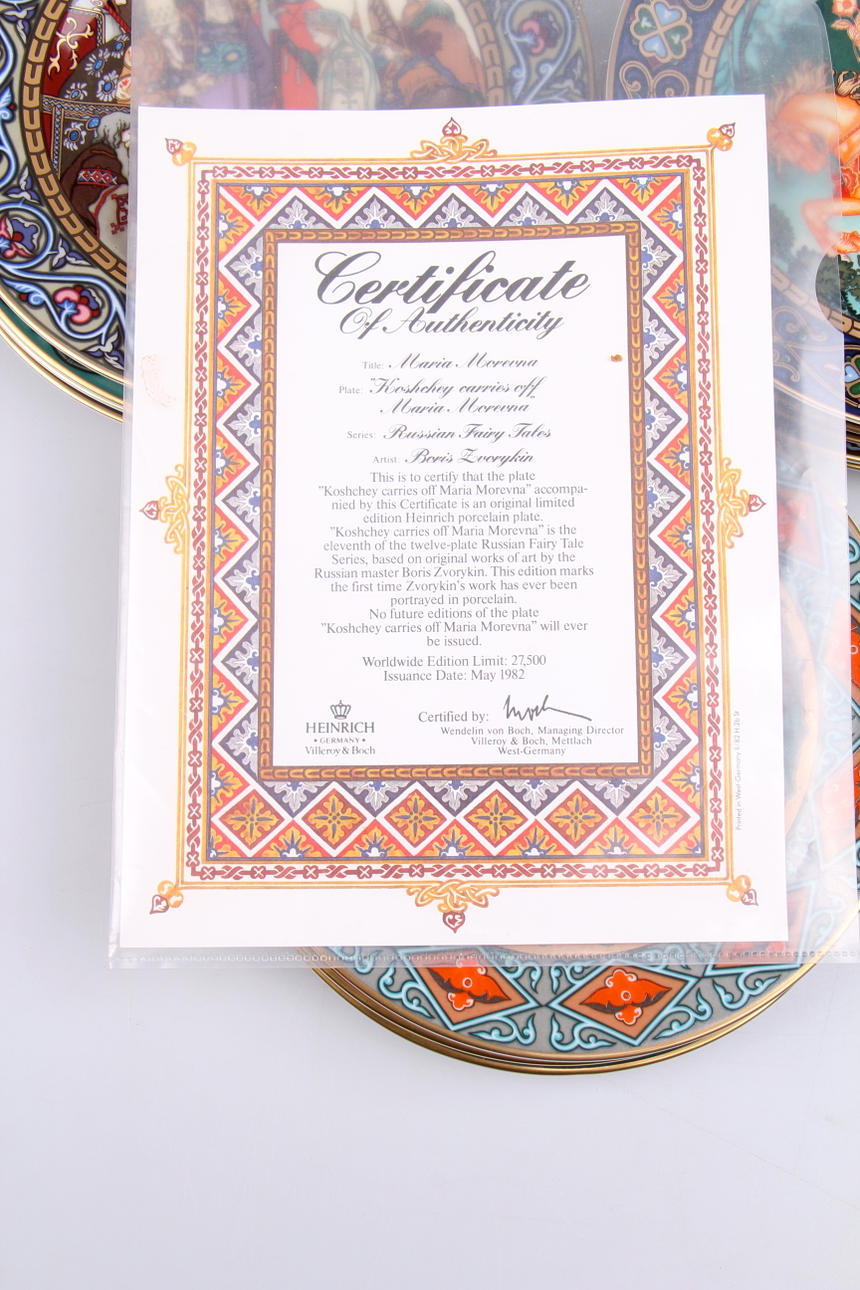 Certificate
Of Authenticity
Title: Maria Morevna
Plate: "Koshchey carries off
Maria Morevna"
Series: Russian Fairy Tales
Artist: Boris Zvorykin
This is to certify that the plate
"Koshchey carries off Maria Morevna" accompa-
nied by this Certificate is an original limited
edition Heinrich porcelain plate.
"Koshchey carries off Maria Morevna" is the
eleventh of the twelve-plate Russian Fairy Tale
Series, based on original works of art by the
Russian master Boris Zvorykin. This edition marks
the first time Zvorykin's work has ever been
portrayed in porcelain.
No future editions of the plate
"Koshchey carries off Maria Morevna" will ever
be issued.
Worldwide Edition Limit: 27,500
Issuance Date: May 1982
HEINRICH
• GERMANY •
Villeroy & Boch
Certified by:
Wendelin von Boch, Managing Director
Villeroy & Boch, Mettlach
West-Germany
Printed in West Germany